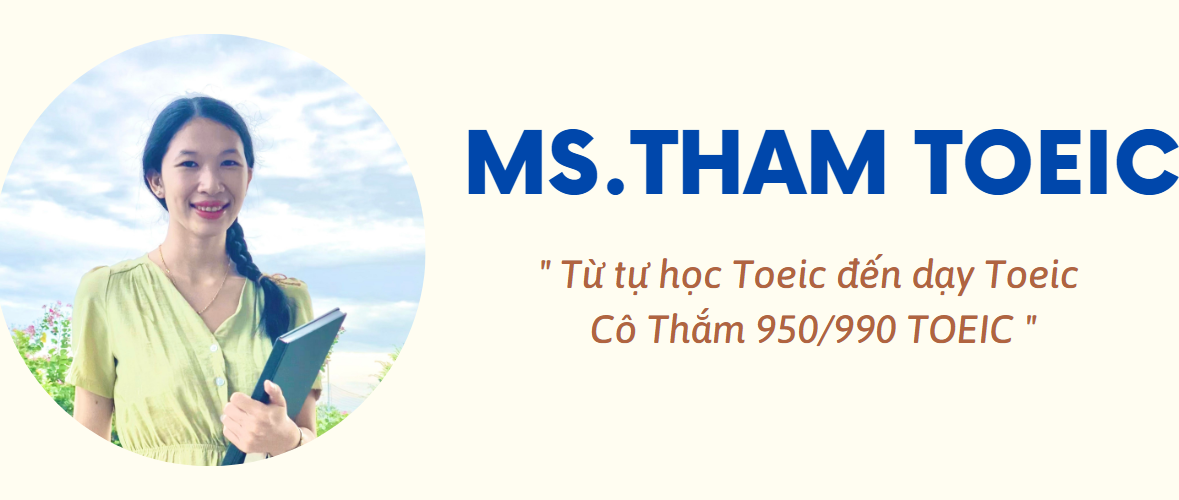 MS.THAM TOEIC
" Từ tự học Toeic đến dạy Toeic
Cô Thắm 950/990 TOEIC "